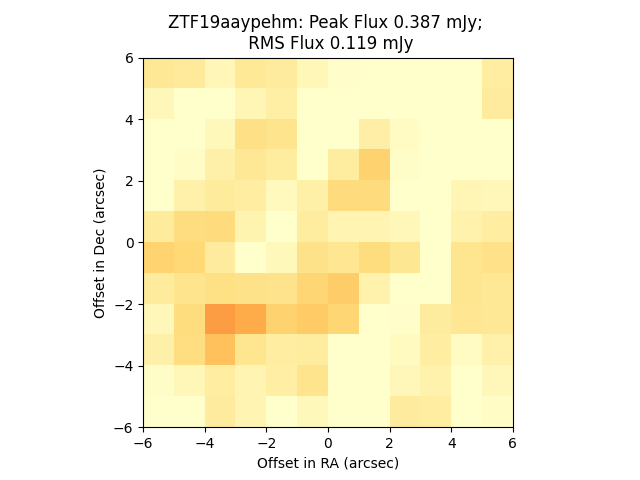 ZTF19aaypehm: Peak Flux 0.387 mJy;
RMS Flux 0.119 mJy
6
4
2
0
−2
−4
−6
Offset in Dec (arcsec)
−6 −4 −2 0 2 4 6
Offset in RA (arcsec)